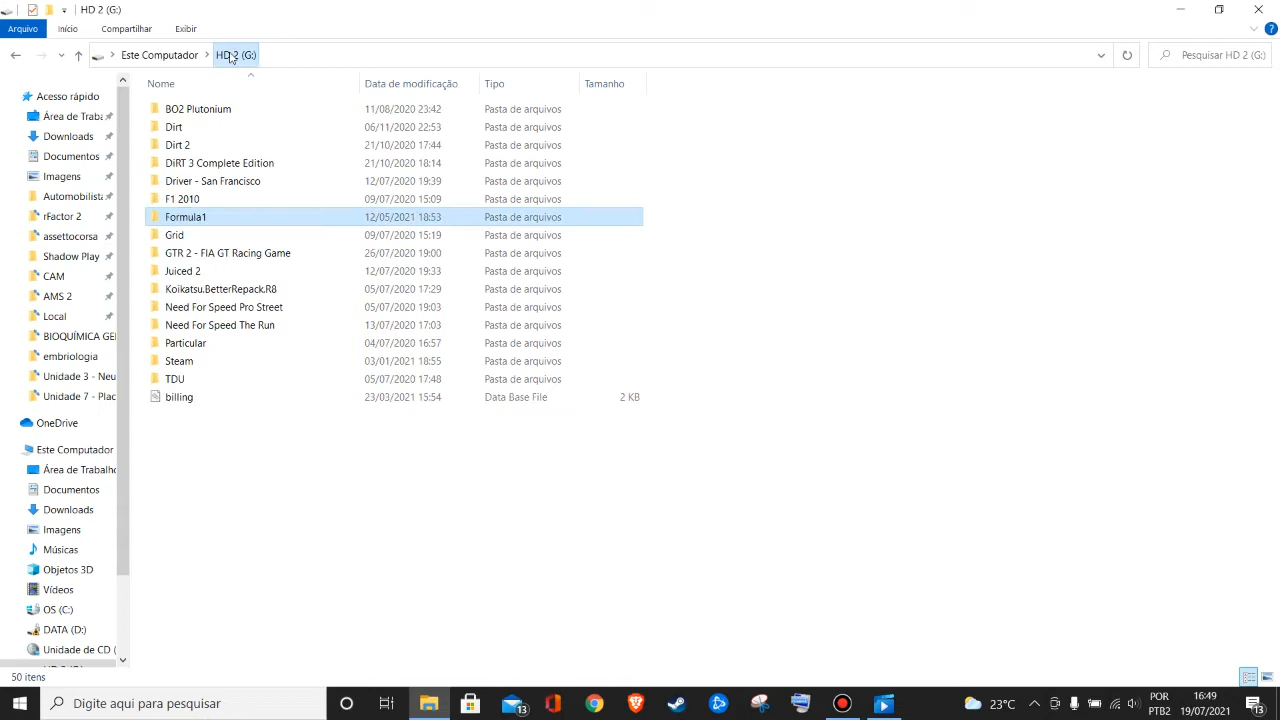 HD 2 (G:)
Arquivo Início Compartilhar Exibir
Este Computador HD 2 (G:) Pesquisar HD 2 (G:)
Nome Data de modificação Tipo Tamanho
BO2 Plutonium 11/08/2020 23:42 Pasta de arquivos
Dirt 06/11/2020 22:53 Pasta de arquivos
Dirt 2 21/10/2020 17:44 Pasta de arquivos
DiRT 3 Complete Edition 21/10/2020 18:14 Pasta de arquivos
Driver - San Francisco 12/07/2020 19:39 Pasta de arquivos
F1 2010 09/07/2020 15:09 Pasta de arquivos
Formula1 12/05/2021 18:53 Pasta de arquivos
Grid 09/07/2020 15:19 Pasta de arquivos
GTR 2 - FIA GT Racing Game 26/07/2020 19:00 Pasta de arquivos
Juiced 2 12/07/2020 19:33 Pasta de arquivos
Koikatsu.BetterRepack.R8 05/07/2020 17:29 Pasta de arquivos
Need For Speed Pro Street 05/07/2020 19:03 Pasta de arquivos
Need For Speed The Run 13/07/2020 17:03 Pasta de arquivos
Particular 04/07/2020 16:57 Pasta de arquivos
Steam 03/01/2021 18:55 Pasta de arquivos
TDU 05/07/2020 17:48 Pasta de arquivos
billing 23/03/2021 15:54 Data Base File 2 KB
Acesso rápido
Área de Traba
Downloads
Documentos
Imagens
Automobilista
rFactor 2
assettocorsa
Shadow Play
CAM
AMS 2
Local
BIOQUÍMICA GE
embriologia
Unidade 3 - Neu
Unidade 7 - Plac
OneDrive
Este Computador
Área de Trabalho
Documentos
Downloads
Imagens
Músicas
Objetos 3D
Vídeos
OS (C:)
DATA (D:)
Unidade de CD (
50 itens
Digite aqui para pesquisar 13 23°C POR PTB2 16:49 19/07/2021 13